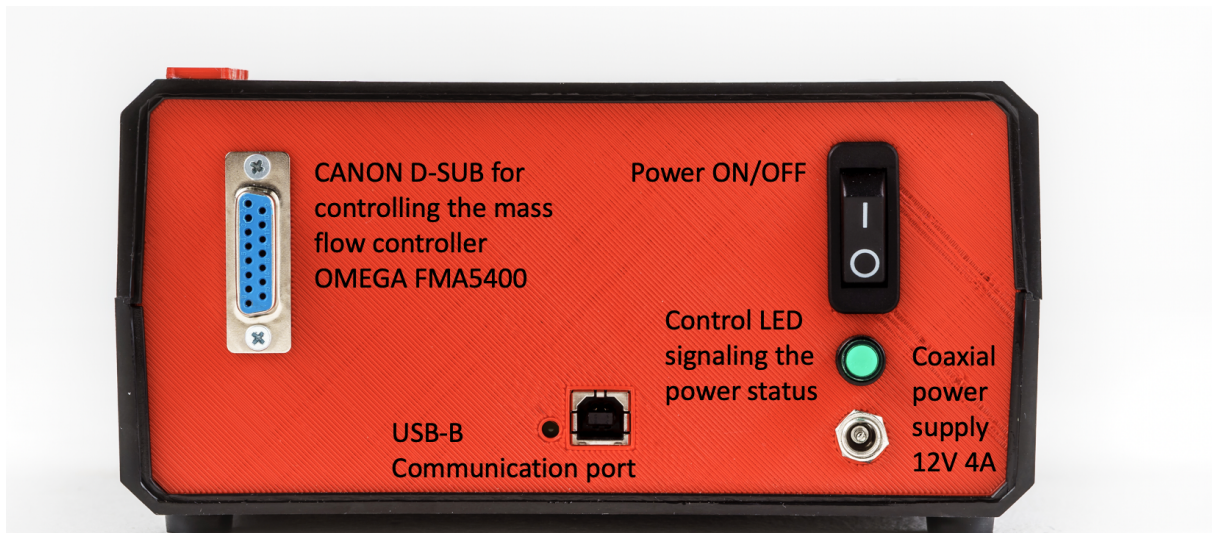 CANON D-SUB for
controlling the mass
flow controller
OMEGA FMA5400
Power ON/OFF
I
O
Control LED
signaling the
power status
Coaxial
power
supply
12V 4A
USB-B
Communication port